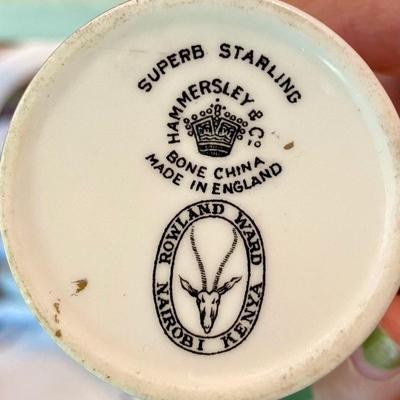 SUPERB STARLING
HAMMERSLEY & Co.
BONE CHINA
MADE IN ENGLAND
ROWLAND WARD
NAIROBI KENYA